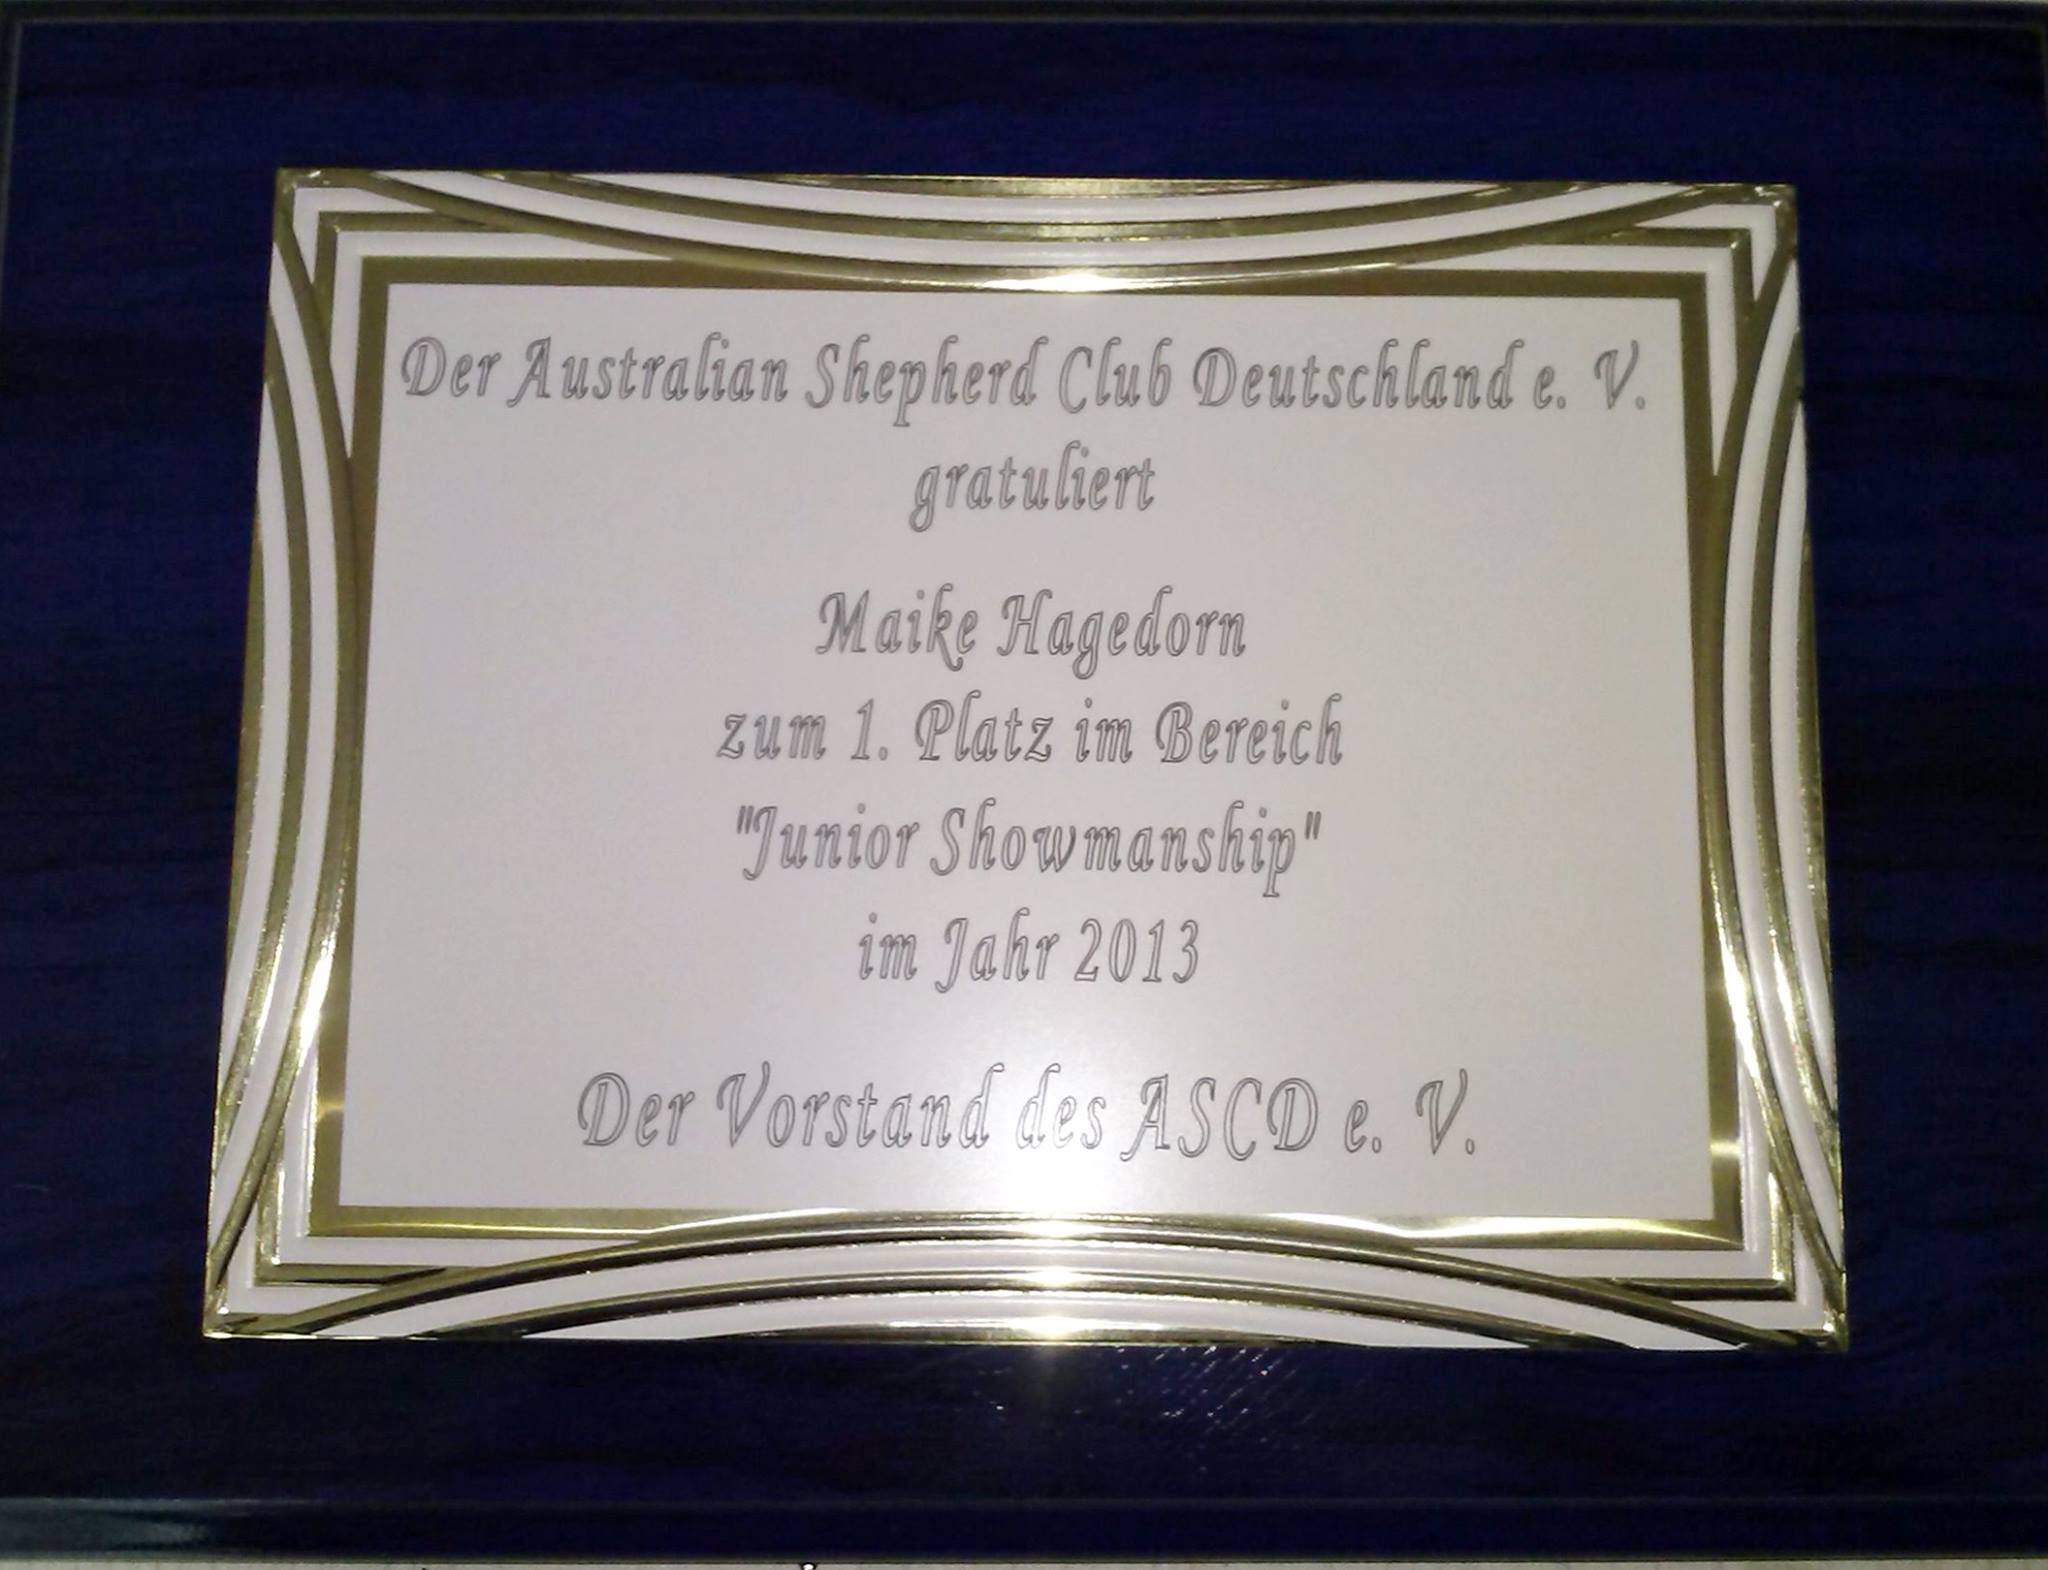 Der Australian Shepherd Club Deutschland e. V.
gratuliert
Maike Hagedorn
zum 1. Platz im Bereich
"Junior Showmanship"
im Jahr 2013
Der Vorstand des ASCD e. V.